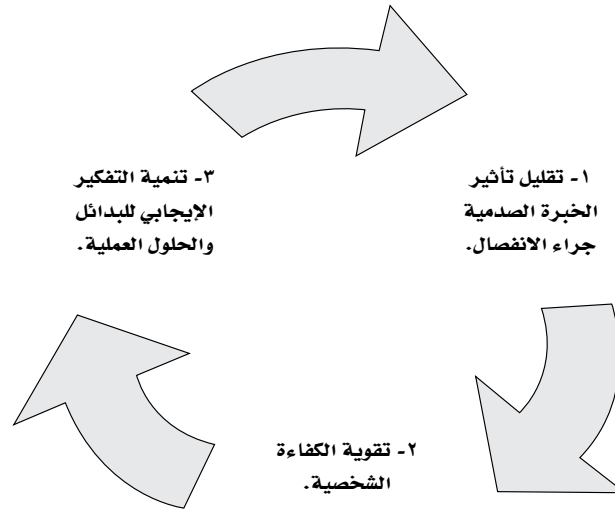 ١- تقليل تأثير
الخبرة الصدمية
جراء الانفصال.
٢- تقوية الكفاءة
الشخصية.
٣- تنمية التفكير
الإيجابي للبدائل
والحلول العملية.